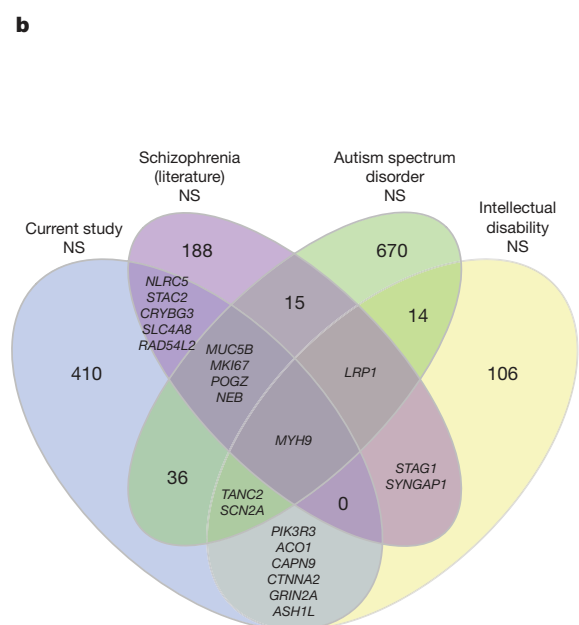 b
Schizophrenia
(literature)
NS
Autism spectrum
disorder
NS
Intellectual
disability
NS
Current study
NS
188
670
NLRC5
STAC2
CRYBG3
SLC4A8
RAD54L2
15
14
MUC5B
MKI67
POGZ
NEB
LRP1
410
106
MYH9
36
STAG1
SYNGAP1
TANC2
SCN2A
0
PIK3R3
ACO1
CAPN9
CTNNA2
GRIN2A
ASH1L